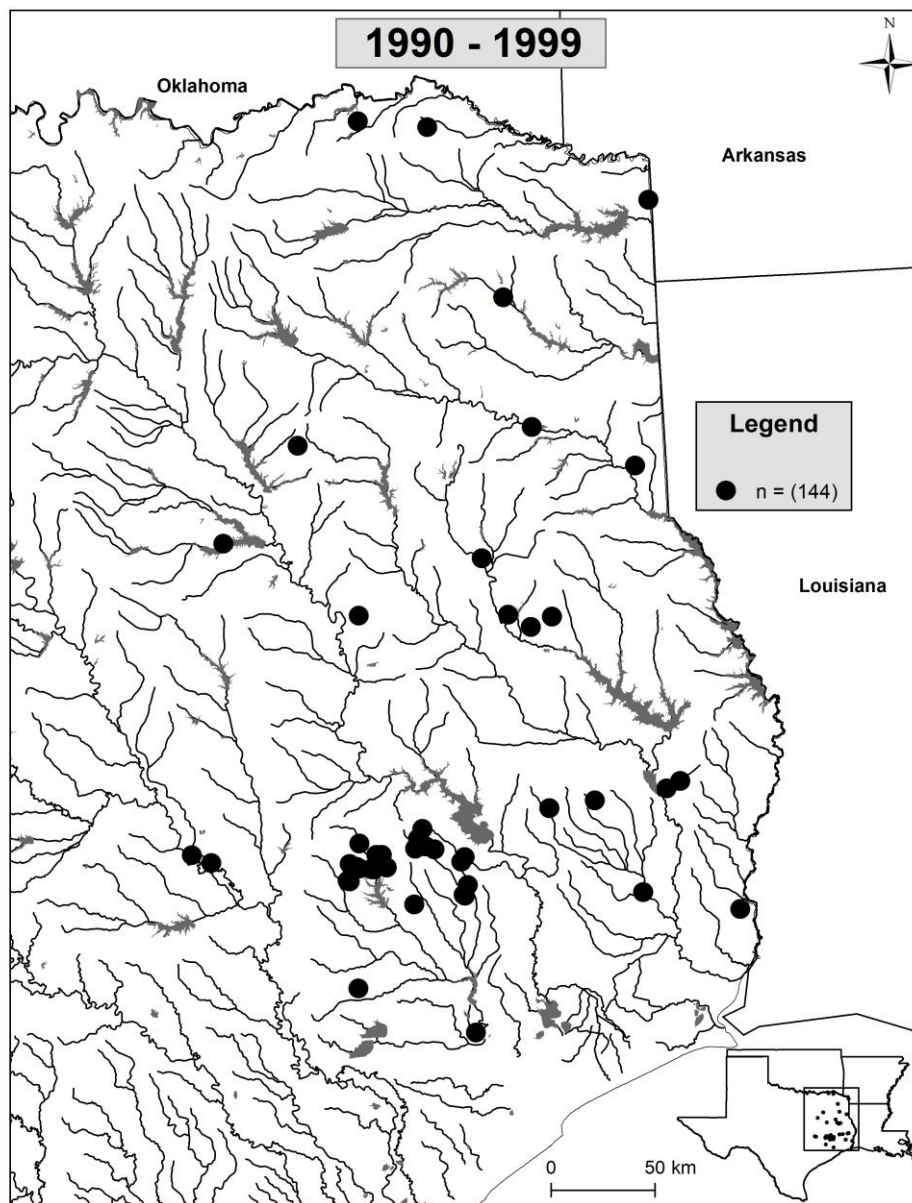 1990 - 1999
N
Oklahoma
Arkansas
Legend
n = (144)
Louisiana
0 50 km